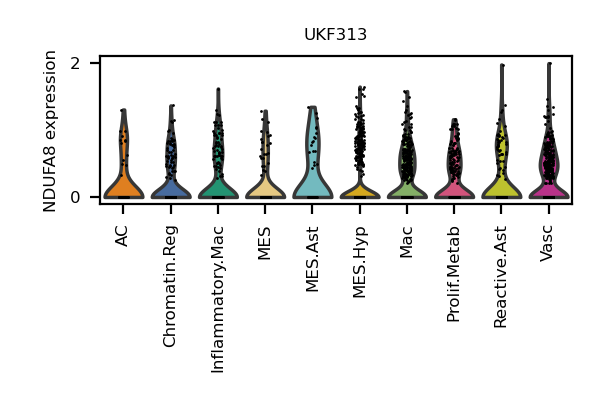 UKF313
NDUFA8 expression
2
0
AC
Chromatin.Reg
Inflammatory.Mac
MES
MES.Ast
MES.Hyp
Mac
Prolif.Metab
Reactive.Ast
Vasc